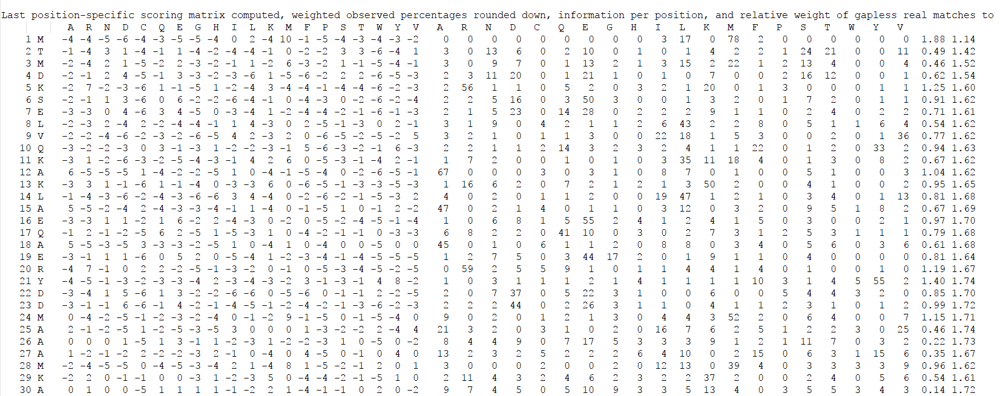 Last position-specific scoring matrix computed, weighted observed percentages rounded down, information per position, and relative weight of gapless real matches to
A R N D C Q E G H I L K M F P S T W Y V A R N D C Q E G H I L K M F P S T W Y V
1 M -4 -4 -5 -6 -4 -3 -5 -5 -4 0 2 -4 10 -1 -5 -4 -3 -4 -3 -2 0 0 0 0 0 0 0 0 0 3 17 0 78 2 0 0 0 0 0 0 1.88 1.14
2 T -1 -4 3 1 -4 -1 1 -4 -2 -4 -4 -1 0 -2 -2 3 3 -6 -4 1 3 0 13 6 0 2 10 0 1 0 1 4 2 2 1 24 21 0 0 11 0.49 1.42
3 M -2 -4 2 1 -5 -2 2 -3 -2 -1 1 -2 6 -3 -2 1 -1 -5 -4 -1 3 0 9 7 0 1 13 2 1 3 15 2 22 1 2 13 4 0 0 4 0.46 1.52
4 D -2 -1 2 4 -5 -1 3 -3 -2 -3 -6 1 -5 -6 -2 2 2 -6 -5 -3 2 3 11 20 0 1 21 1 0 1 0 7 0 0 2 16 12 0 0 1 0.62 1.54
5 K -2 7 -2 -3 -6 1 -1 -5 1 -2 -4 3 -4 -4 -1 -4 -4 -6 -2 -3 2 56 1 1 0 5 2 0 3 2 1 20 0 1 3 0 0 0 1 1 1.25 1.60
6 S -2 -1 1 3 -6 0 6 -2 -2 -6 -4 -1 0 -4 -3 0 -2 -6 -2 -4 2 2 5 16 0 3 50 3 0 0 1 3 2 0 1 7 2 0 1 1 0.91 1.62
7 E -3 -3 0 4 -6 3 4 -5 0 -3 -4 1 -2 -4 -4 -2 -1 -6 -1 -3 2 1 5 23 0 14 28 0 2 2 2 9 1 1 0 2 4 0 2 2 0.71 1.61
8 L -2 -3 2 -4 2 -2 -4 -4 -1 1 4 -3 0 2 -5 -1 -3 0 2 -1 3 1 9 0 4 2 1 1 2 6 43 2 2 8 0 5 1 1 6 4 0.54 1.62
9 V -2 -2 -4 -6 -2 -3 -2 -6 -5 4 2 -3 2 0 -6 -5 -2 -5 -2 5 3 2 1 0 1 1 3 0 0 22 18 1 5 3 0 0 2 0 1 36 0.77 1.62
10 Q -3 -2 -2 -3 0 3 -1 -3 1 -2 -2 -3 -1 5 -6 -3 -2 -1 6 -3 2 2 1 1 2 14 3 2 3 2 4 1 1 22 0 1 2 0 33 2 0.94 1.63
11 K -3 1 -2 -6 -3 -2 -5 -4 -3 -1 4 2 6 0 -5 -3 -1 -4 2 -1 1 7 2 0 0 1 0 1 0 3 35 11 18 4 0 1 3 0 8 2 0.67 1.62
12 A 6 -5 -5 -5 1 -4 -2 -2 -5 1 0 -4 -1 -5 -4 0 -2 -6 -5 -1 67 0 0 0 3 0 3 1 0 8 7 0 1 0 0 5 1 0 0 3 1.04 1.62
13 K -3 3 1 -1 -6 1 -1 -4 0 -3 -3 6 0 -6 -5 -1 -3 -3 -5 -3 1 16 6 2 0 7 2 1 2 1 3 50 2 0 0 4 1 0 0 2 0.95 1.65
14 L -1 -4 -3 -6 -2 -4 -3 -6 -6 3 4 -4 0 -2 -6 -2 -1 -5 -3 2 4 0 2 0 1 1 2 0 0 19 47 1 2 1 0 3 4 0 1 13 0.81 1.68
15 A 5 -5 -2 -4 2 -4 -3 -3 -4 -1 1 -4 0 -1 -5 1 0 -1 2 -2 47 0 2 1 4 0 1 1 0 3 12 0 3 2 0 9 5 1 8 2 0.67 1.69
16 E -3 -3 1 1 -2 1 6 -2 2 -4 -3 0 -2 0 -5 -2 -4 -5 -1 -4 1 0 6 8 1 5 55 2 4 1 2 4 1 5 0 3 0 0 2 1 0.97 1.70
17 Q -1 2 -1 -2 -5 6 2 -5 1 -5 -3 1 0 -4 -2 -1 -1 0 -3 -3 6 8 2 2 0 41 10 0 3 0 2 7 3 1 2 5 3 1 1 1 0.79 1.68
18 A 5 -5 -3 -5 3 -3 -3 -2 -5 1 0 -4 1 0 -4 0 0 -5 0 0 45 0 1 0 6 1 1 2 0 8 8 0 3 4 0 5 6 0 3 6 0.61 1.68
19 E -3 -1 1 1 -6 0 5 2 0 -5 -4 1 -2 -3 -4 -1 -4 -5 -5 -5 1 2 7 5 0 3 44 17 2 0 1 9 1 1 0 4 0 0 0 0 0.81 1.64
20 R -4 7 -1 0 2 2 -2 -5 -1 -3 -2 0 -1 0 -5 -3 -4 -5 -2 -5 0 59 2 5 5 9 1 0 1 1 4 4 1 4 0 1 0 0 1 0 1.19 1.67
21 Y -4 -5 -1 -3 -2 -3 -3 -4 2 -3 -4 -3 -2 3 -1 -3 -1 4 8 -2 1 0 3 1 1 1 2 1 4 1 1 1 1 10 3 1 4 5 55 2 1.40 1.74
22 D -3 -4 1 5 -6 1 3 -2 -2 -6 -6 0 -5 -6 0 -1 -1 2 -2 -5 2 0 7 37 0 5 22 3 1 0 0 6 0 0 5 4 4 3 2 0 0.85 1.70
23 D -3 -1 -1 6 -6 -1 4 -2 -1 -4 -5 -1 -2 -4 -2 -1 -3 -6 -2 -3 2 2 2 44 0 2 26 3 1 1 0 4 1 1 2 3 1 0 1 2 0.99 1.72
24 M 0 -4 -2 -5 -1 -2 -3 -2 -4 0 -1 -2 9 -1 -5 0 -1 -5 -4 0 9 0 2 0 1 2 1 3 0 4 4 3 52 2 0 6 4 0 0 7 1.15 1.71
25 A 2 -1 -2 -5 1 -2 -5 -3 -5 3 0 0 0 1 -3 -2 -2 2 -4 4 21 3 2 0 3 1 0 2 0 16 7 6 2 5 1 2 2 3 0 25 0.46 1.74
26 A 0 0 0 1 -5 1 3 -1 1 -2 -3 1 -2 -2 -3 1 0 -5 0 -2 8 4 4 9 0 7 17 5 3 3 3 9 1 2 1 11 7 0 3 2 0.22 1.73
27 A 1 -2 -1 -2 2 -2 -2 -2 3 -2 -1 0 -4 0 4 -5 0 -1 0 4 0 13 2 3 2 5 2 2 2 6 4 10 0 2 15 0 6 3 1 15 6 0.35 1.67
28 M -2 -4 -5 -5 0 -4 -5 -3 -4 2 1 -4 8 1 -5 -2 -1 2 0 1 3 0 0 0 2 0 0 2 0 12 13 0 39 4 0 3 3 3 3 9 0.96 1.62
29 K -2 2 0 -1 -1 0 0 -3 1 -2 -3 5 0 -4 -4 -2 -1 -5 1 0 2 11 4 3 2 4 6 2 3 2 2 37 2 0 0 2 4 0 5 6 0.54 1.61
30 A 0 1 0 0 -5 1 1 1 1 -1 -2 2 1 -4 -1 -1 0 2 0 -2 9 7 4 5 0 5 10 9 3 3 5 13 4 0 3 5 5 3 4 3 0.14 1.72